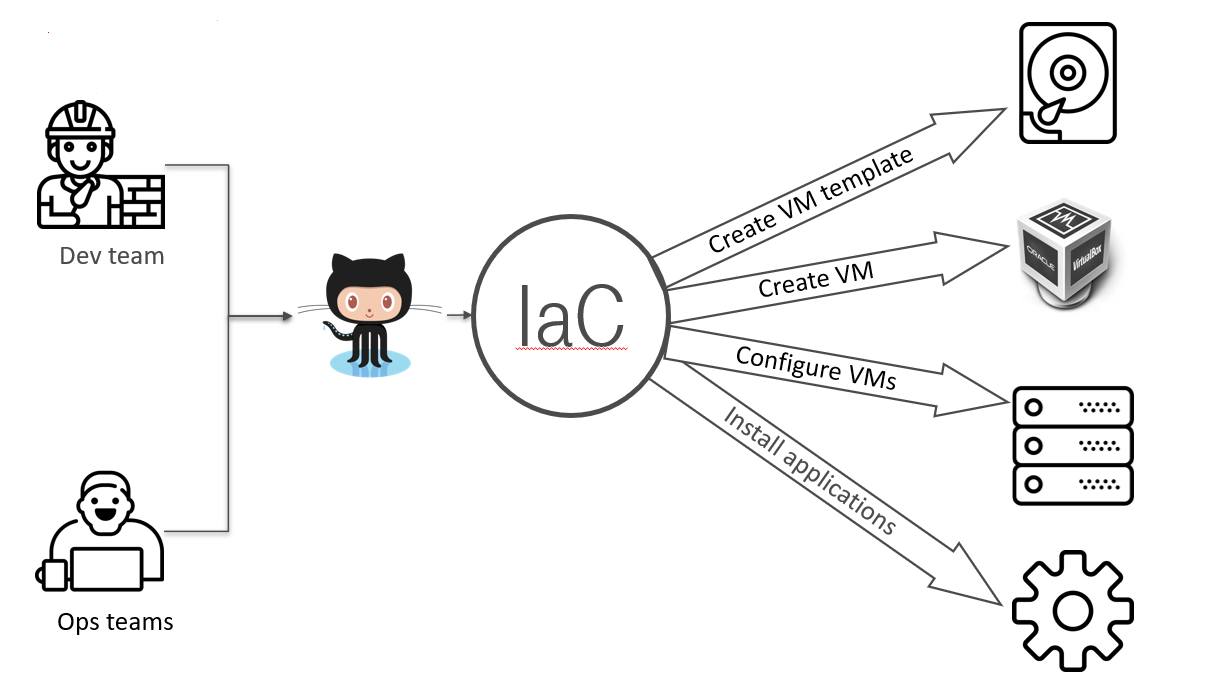 Dev team
Ops teams
IaC
Create VM template
Create VM
ORACLE
VirtualBox
Configure VMs
Install applications